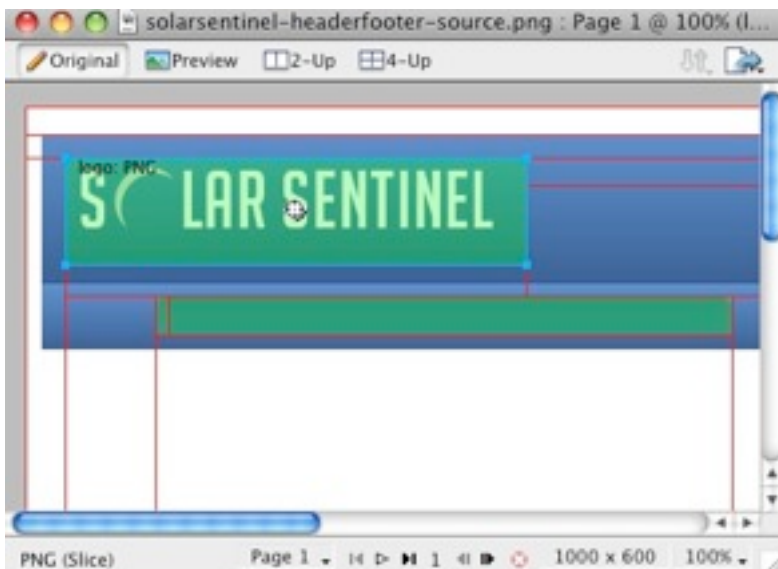 solarsentinel-headerfooter-source.png : Page 1 @ 100% (l...
Original Preview 2-Up 4-Up
logo: PNG
SOLAR SENTINEL
PNG (Slice) Page 1 1 1000 x 600 100%